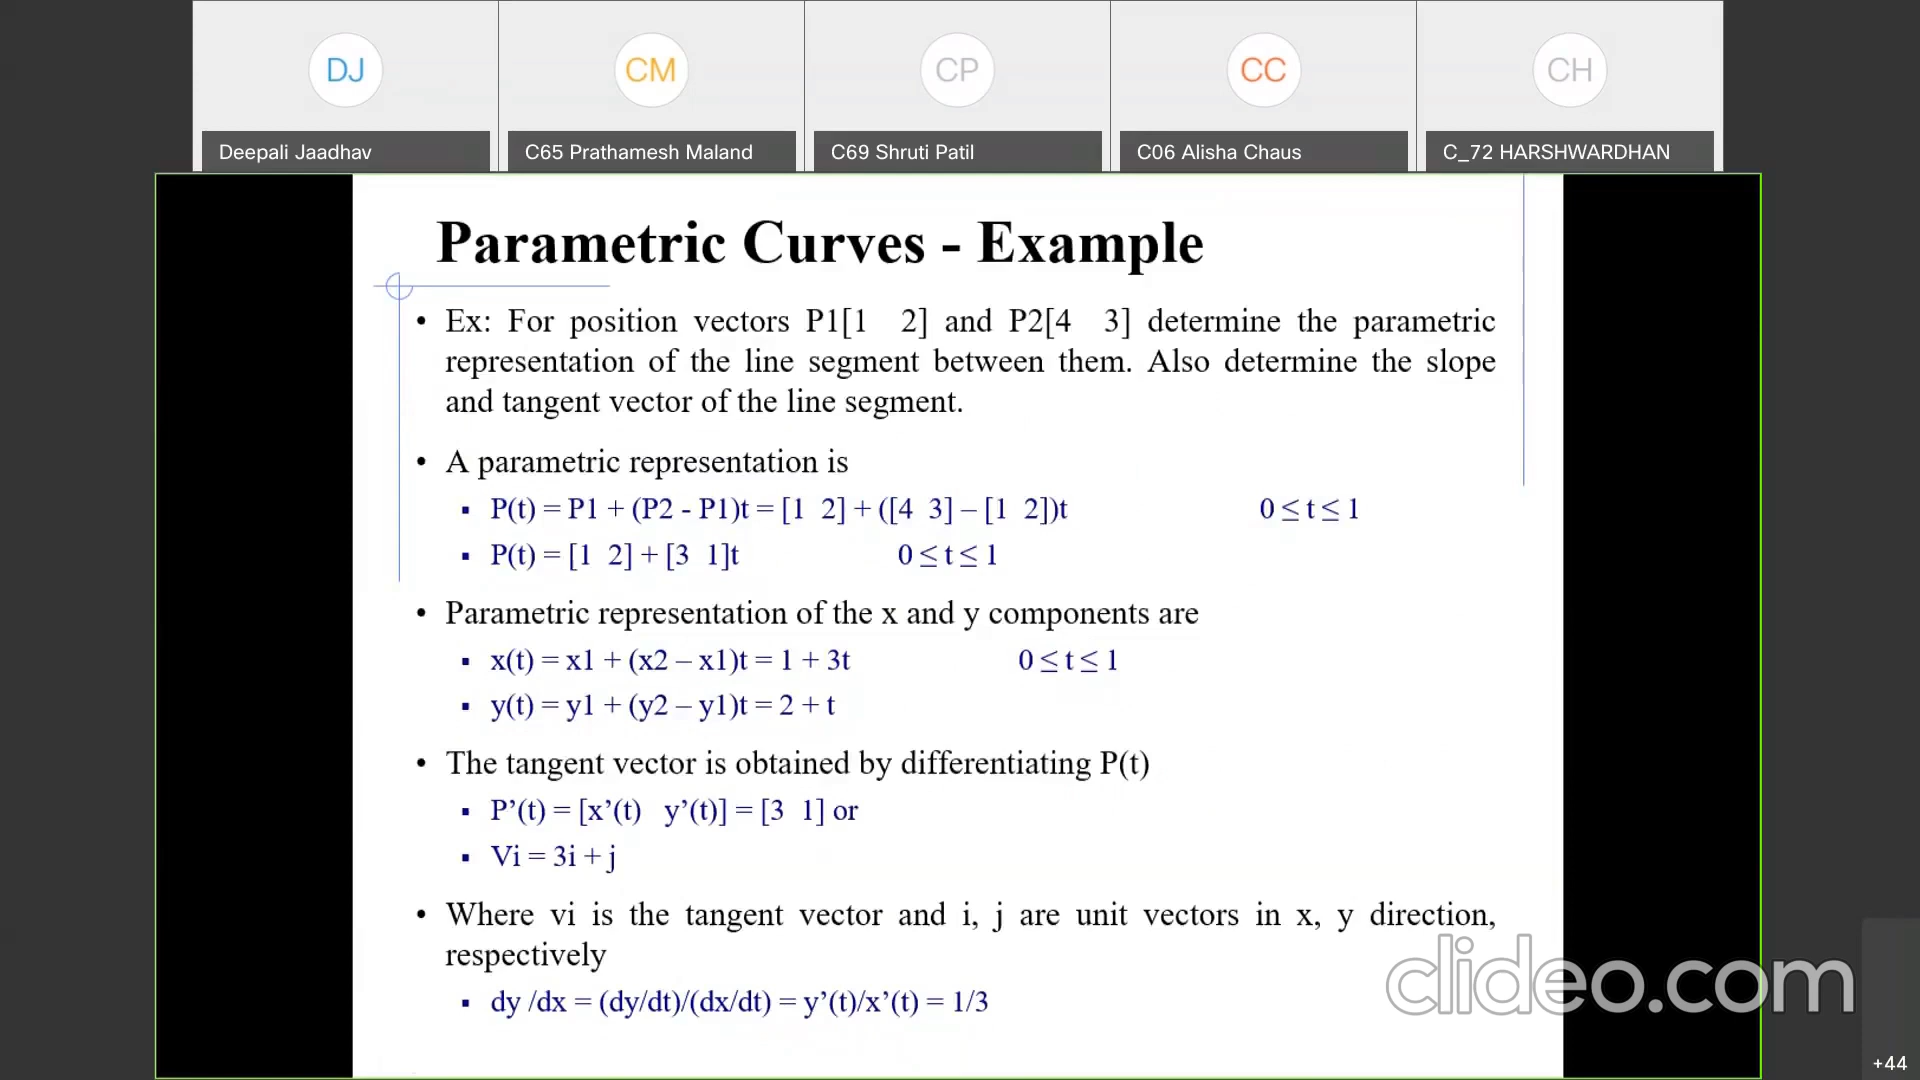 DJ CM CP CC CH
Deepali Jaadhav C65 Prathamesh Maland C69 Shruti Patil C06 Alisha Chaus C_72 HARSHWARDHAN
Parametric Curves - Example
• Ex: For position vectors P1[1 2] and P2[4 3] determine the parametric
representation of the line segment between them. Also determine the slope
and tangent vector of the line segment.
• A parametric representation is
▪ P(t) = P1 + (P2 - P1)t = [1 2] + ([4 3] – [1 2])t 0 ≤ t ≤ 1
▪ P(t) = [1 2] + [3 1]t 0 ≤ t ≤ 1
• Parametric representation of the x and y components are
▪ x(t) = x1 + (x2 – x1)t = 1 + 3t 0 ≤ t ≤ 1
▪ y(t) = y1 + (y2 – y1)t = 2 + t
• The tangent vector is obtained by differentiating P(t)
▪ P’(t) = [x’(t) y’(t)] = [3 1] or
▪ Vi = 3i + j
• Where vi is the tangent vector and i, j are unit vectors in x, y direction,
respectively
▪ dy /dx = (dy/dt)/(dx/dt) = y’(t)/x’(t) = 1/3
clideo.com
+44